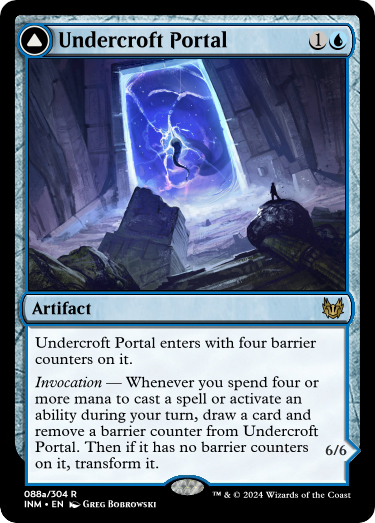 Undercroft Portal 1
Artifact
Undercroft Portal enters with four barrier
counters on it.
Invocation — Whenever you spend four or
more mana to cast a spell or activate an
ability during your turn, draw a card and
remove a barrier counter from Undercroft
Portal. Then if it has no barrier counters
on it, transform it.
6/6
088a/304 R
INM • EN Greg Bobrowski
™ & © 2024 Wizards of the Coast